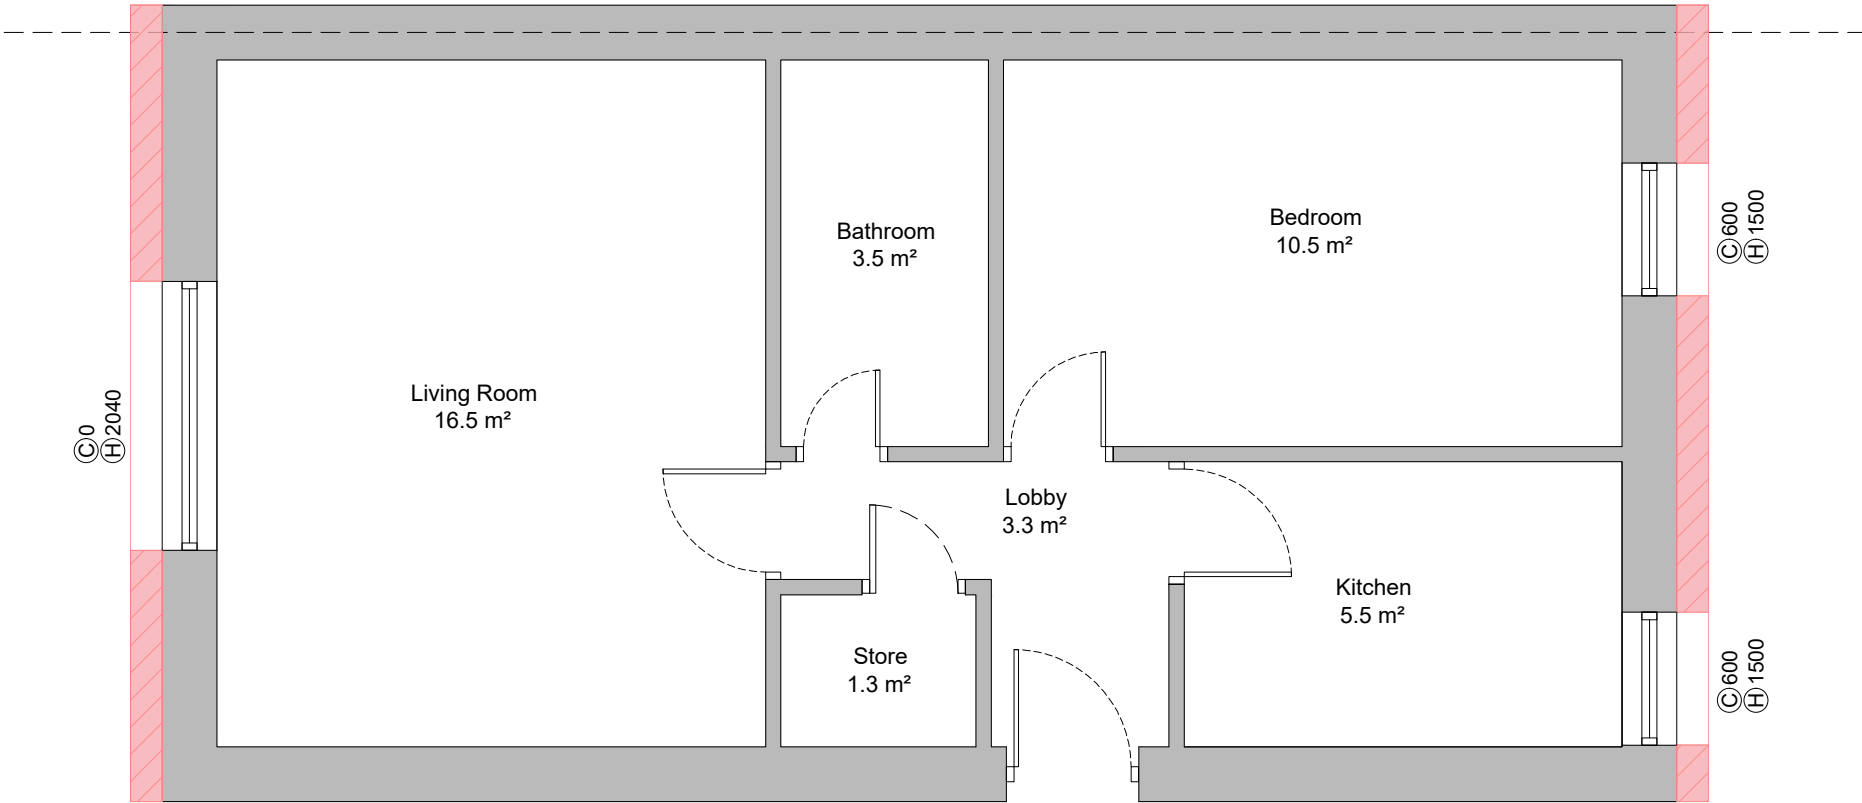 Living Room
16.5 m²
Bathroom
3.5 m²
Bedroom
10.5 m²
Lobby
3.3 m²
Kitchen
5.5 m²
Store
1.3 m²
Ⓒ0
Ⓗ2040
Ⓒ600
Ⓗ1500
Ⓒ600
Ⓗ1500